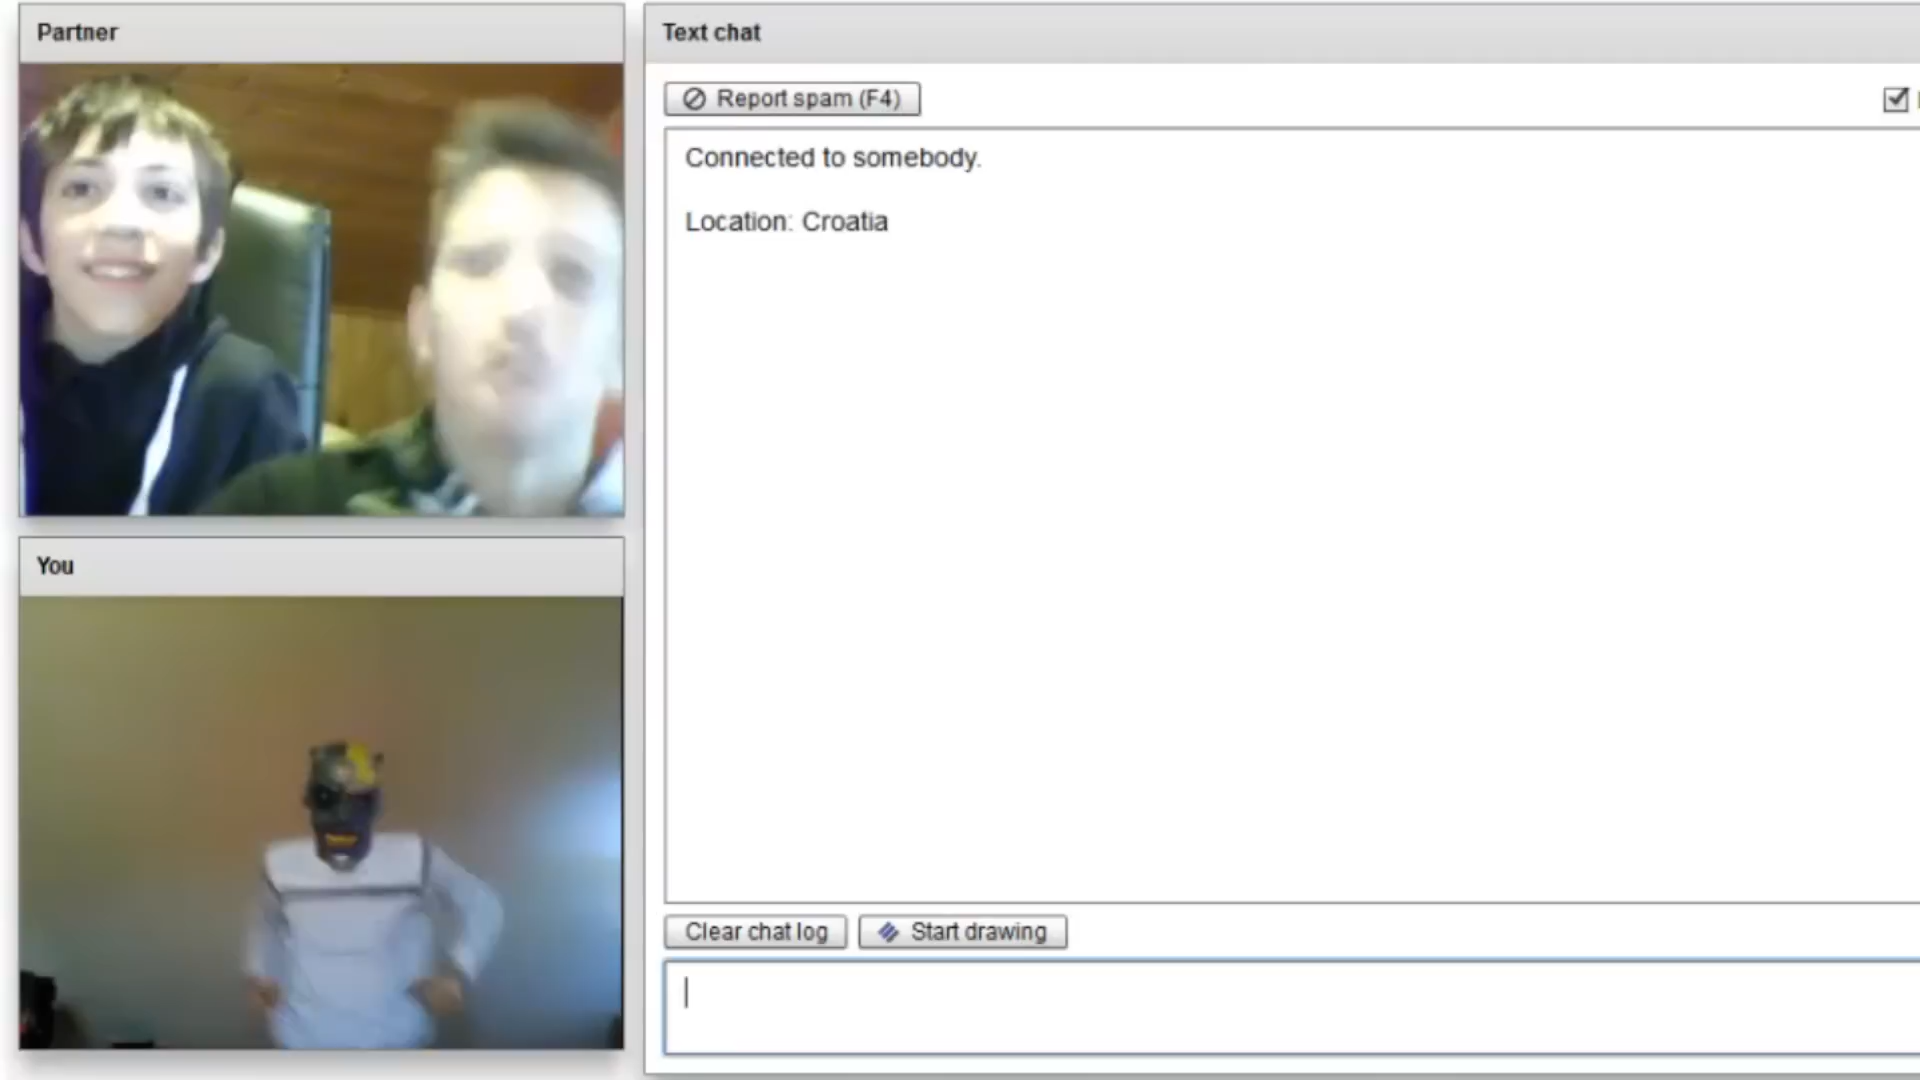 Partner
Text chat
Report spam (F4)
Connected to somebody.
Location: Croatia
You
Clear chat log
Start drawing